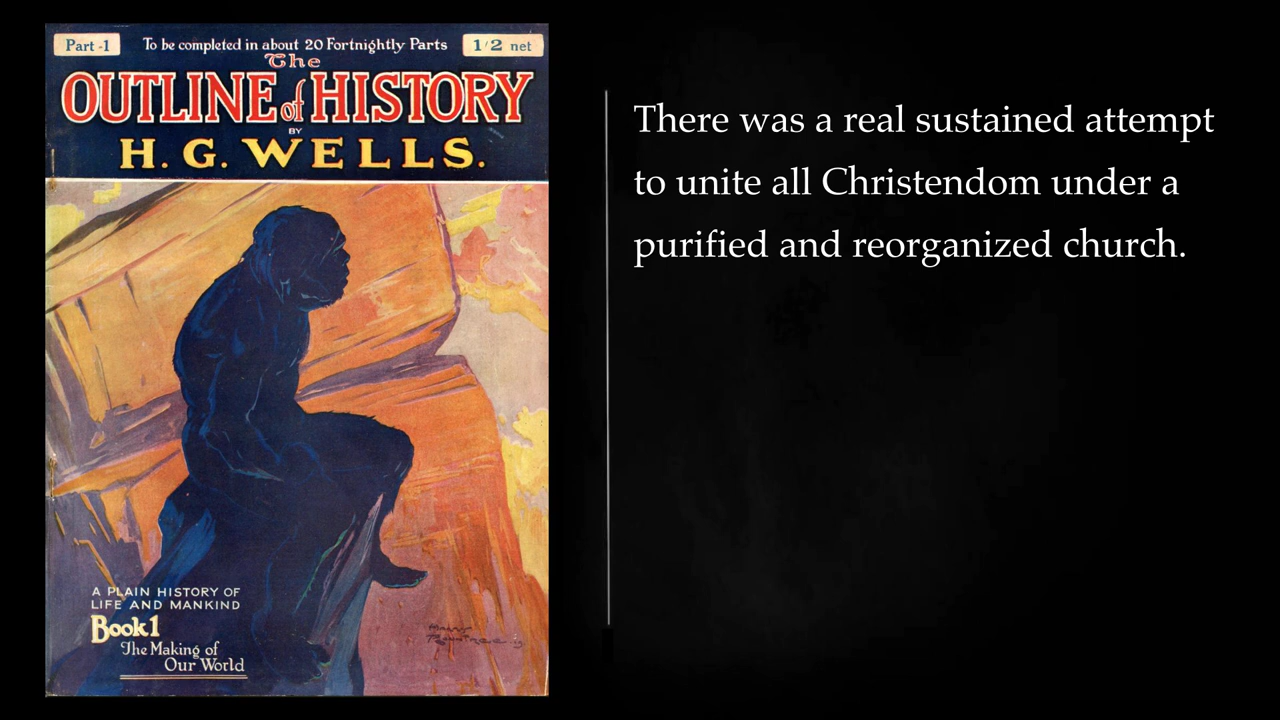 Part -1
To be completed in about 20 Fortnightly Parts
1/2 net
The
OUTLINE of HISTORY
BY
H. G. WELLS.
A PLAIN HISTORY OF
LIFE AND MANKIND
Book 1
The Making of
Our World
There was a real sustained attempt
to unite all Christendom under a
purified and reorganized church.